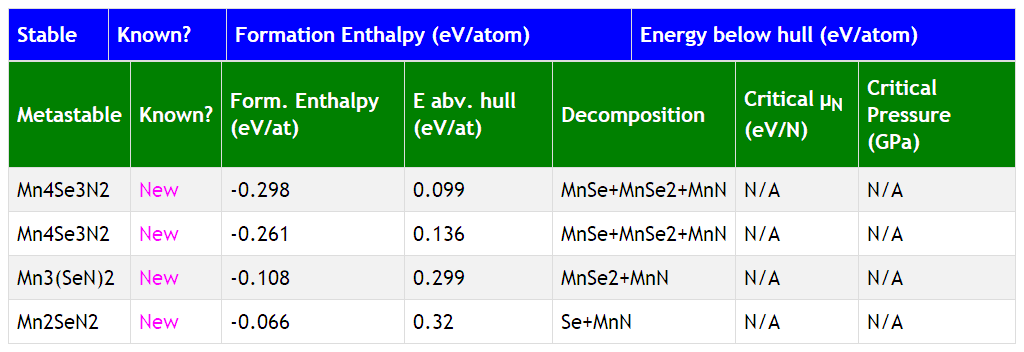 Stable Known? Formation Enthalpy (eV/atom) Energy below hull (eV/atom)
Metastable Known? Form. Enthalpy (eV/at) E abv. hull (eV/at) Decomposition Critical μN (eV/N) Critical Pressure (GPa)
Mn4Se3N2 New -0.298 0.099 MnSe+MnSe2+MnN N/A N/A
Mn4Se3N2 New -0.261 0.136 MnSe+MnSe2+MnN N/A N/A
Mn3(SeN)2 New -0.108 0.299 MnSe2+MnN N/A N/A
Mn2SeN2 New -0.066 0.32 Se+MnN N/A N/A